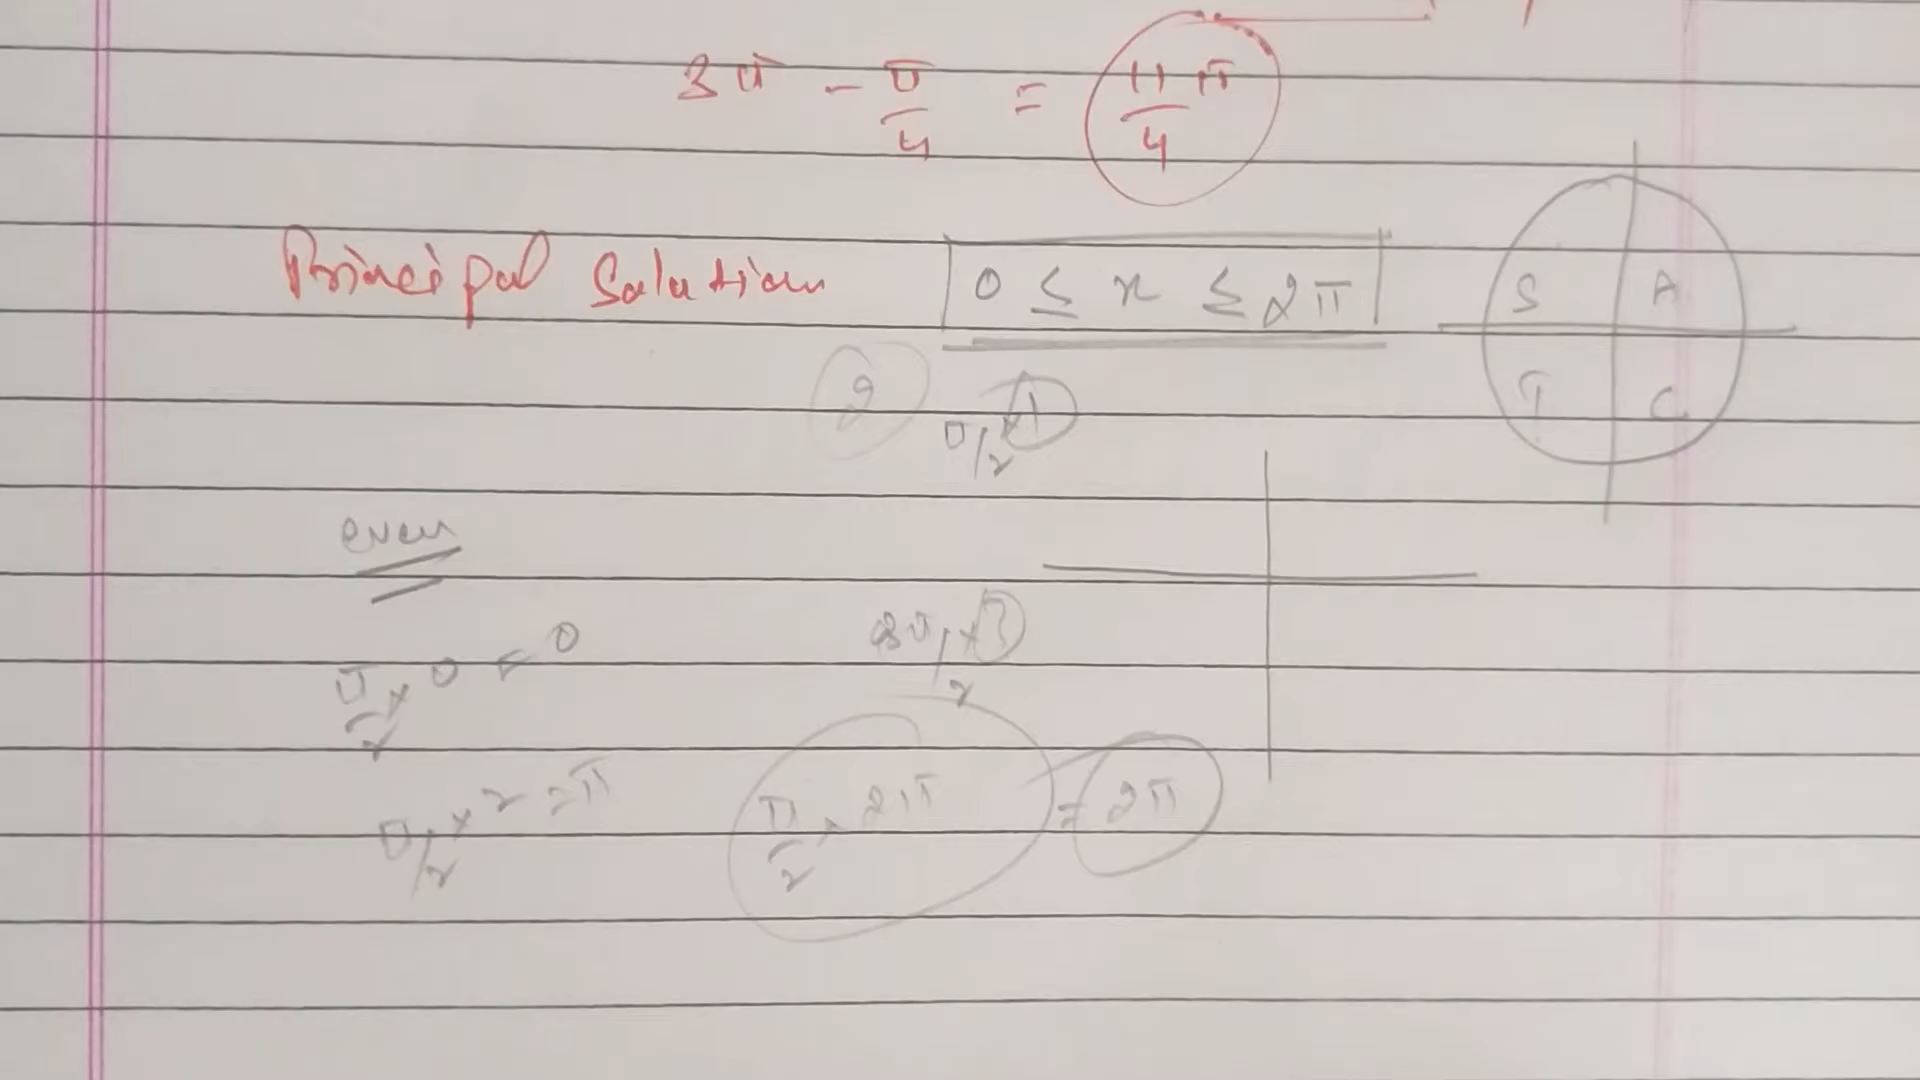 3π - π/4 = 11π/4
Principal Solution 0 ≤ x ≤ 2π
S A
T C
2 π/2 × 1
even
π/2 × 0 = 0
3π/2 × 3
π/2 × 2 = π
π/2 × 2π = 2π